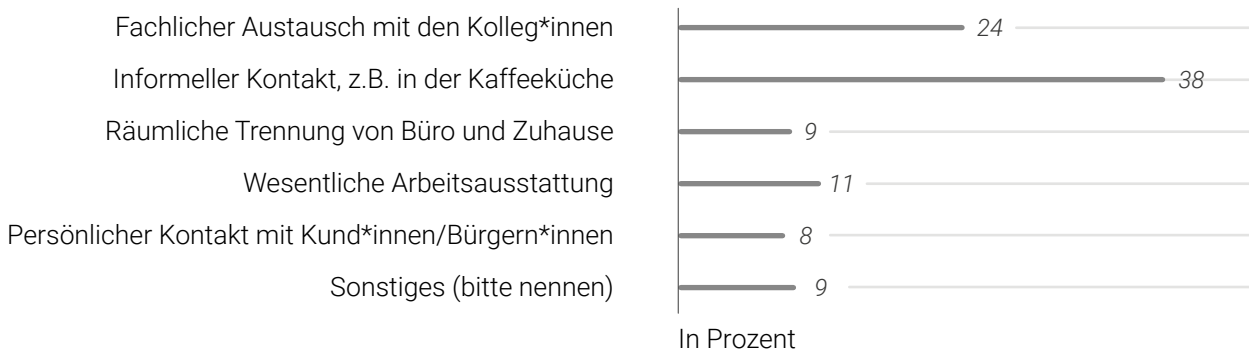 Fachlicher Austausch mit den Kolleg*innen 24
Informeller Kontakt, z.B. in der Kaffeeküche 38
Räumliche Trennung von Büro und Zuhause 9
Wesentliche Arbeitsausstattung 11
Persönlicher Kontakt mit Kund*innen/Bürgern*innen 8
Sonstiges (bitte nennen) 9
In Prozent